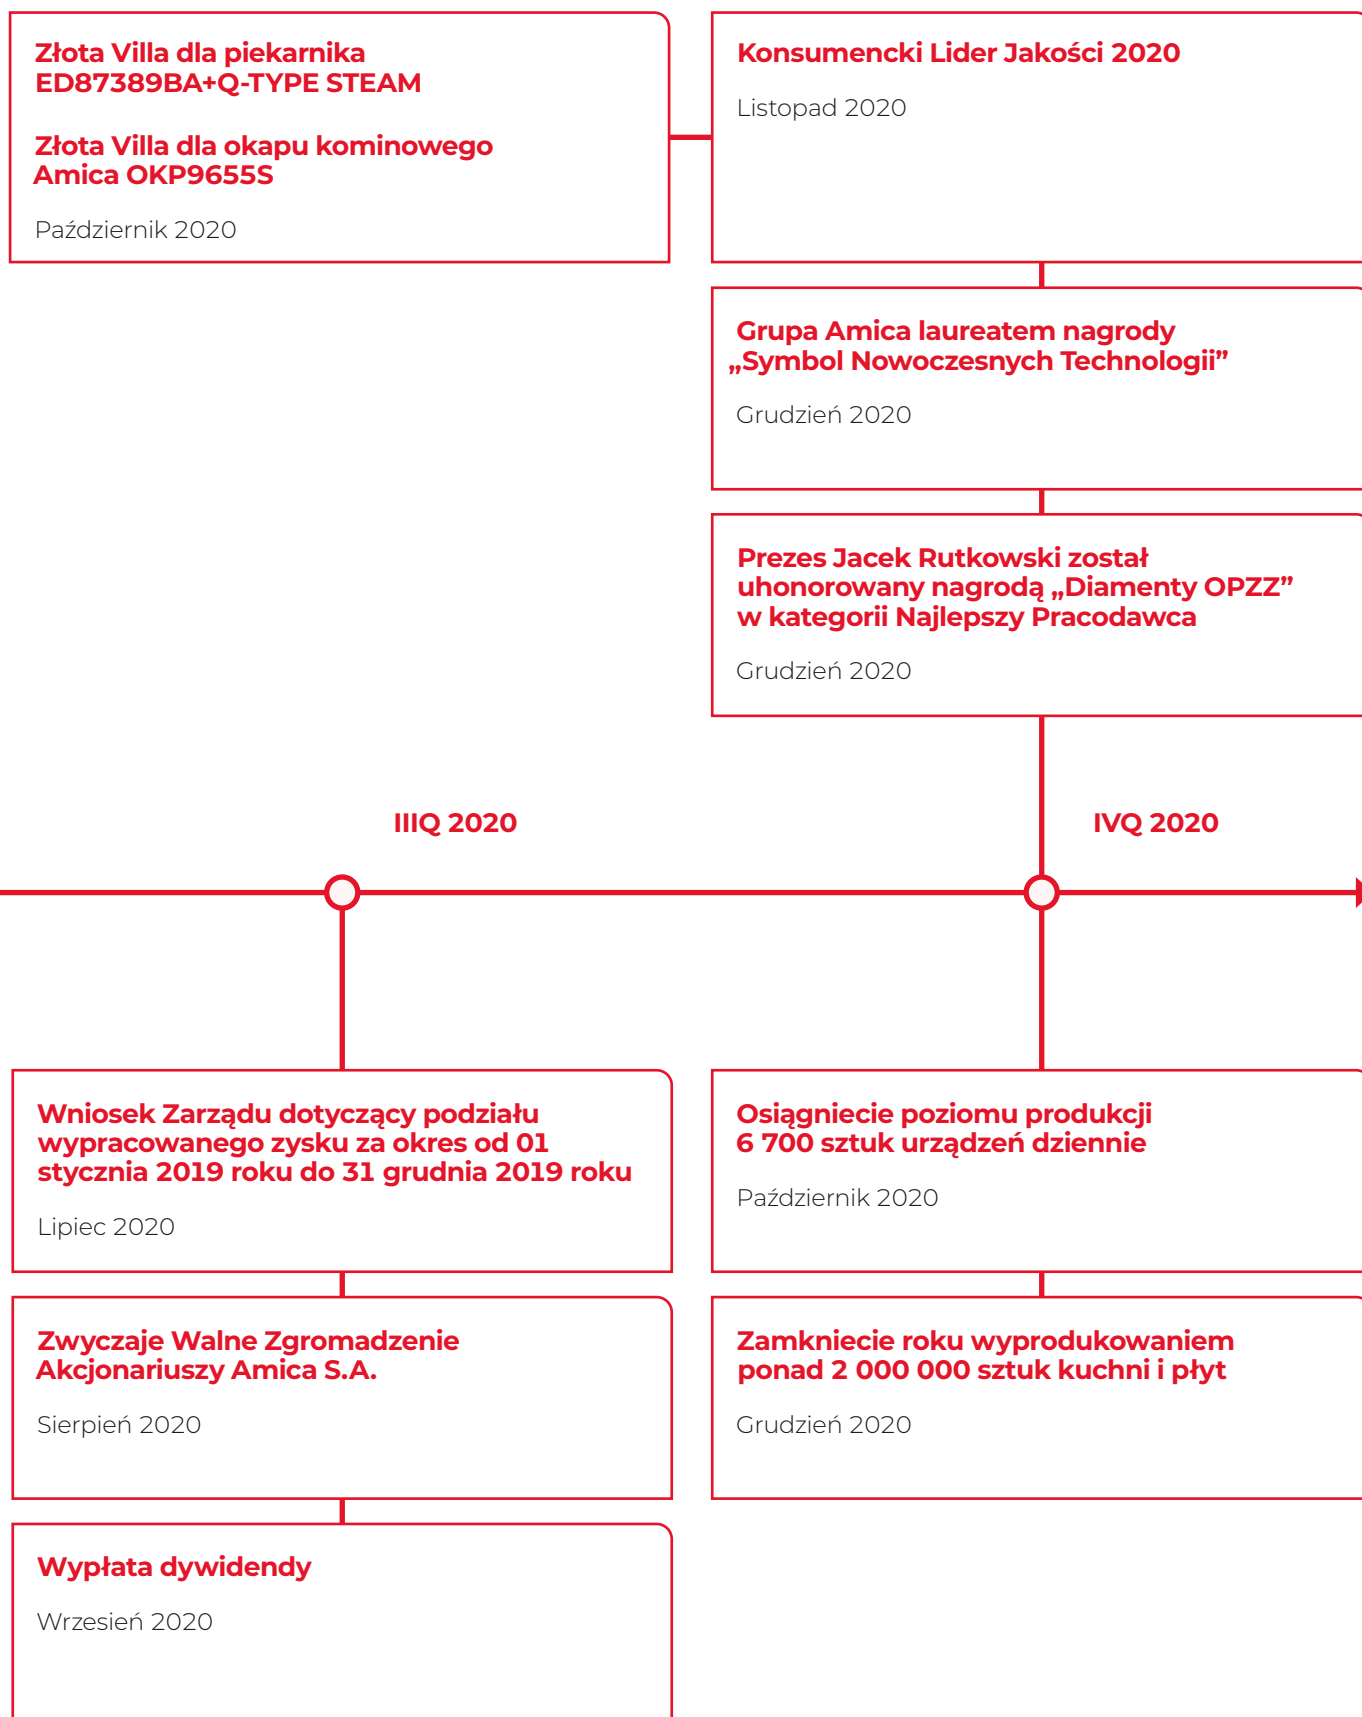 Złota Villa dla piekarnika
ED87389BA+Q-TYPE STEAM
Złota Villa dla okapu kominowego
Amica OKP9655S
Październik 2020
Konsumencki Lider Jakości 2020
Listopad 2020
Grupa Amica laureatem nagrody
„Symbol Nowoczesnych Technologii”
Grudzień 2020
Prezes Jacek Rutkowski został
uhonorowany nagrodą „Diamenty OPZZ”
w kategorii Najlepszy Pracodawca
Grudzień 2020
IIIQ 2020
IVQ 2020
Wniosek Zarządu dotyczący podziału
wypracowanego zysku za okres od 01
stycznia 2019 roku do 31 grudnia 2019 roku
Lipiec 2020
Zwyczaje Walne Zgromadzenie
Akcjonariuszy Amica S.A.
Sierpień 2020
Wypłata dywidendy
Wrzesień 2020
Osiągniecie poziomu produkcji
6 700 sztuk urządzeń dziennie
Październik 2020
Zamkniecie roku wyprodukowaniem
ponad 2 000 000 sztuk kuchni i płyt
Grudzień 2020